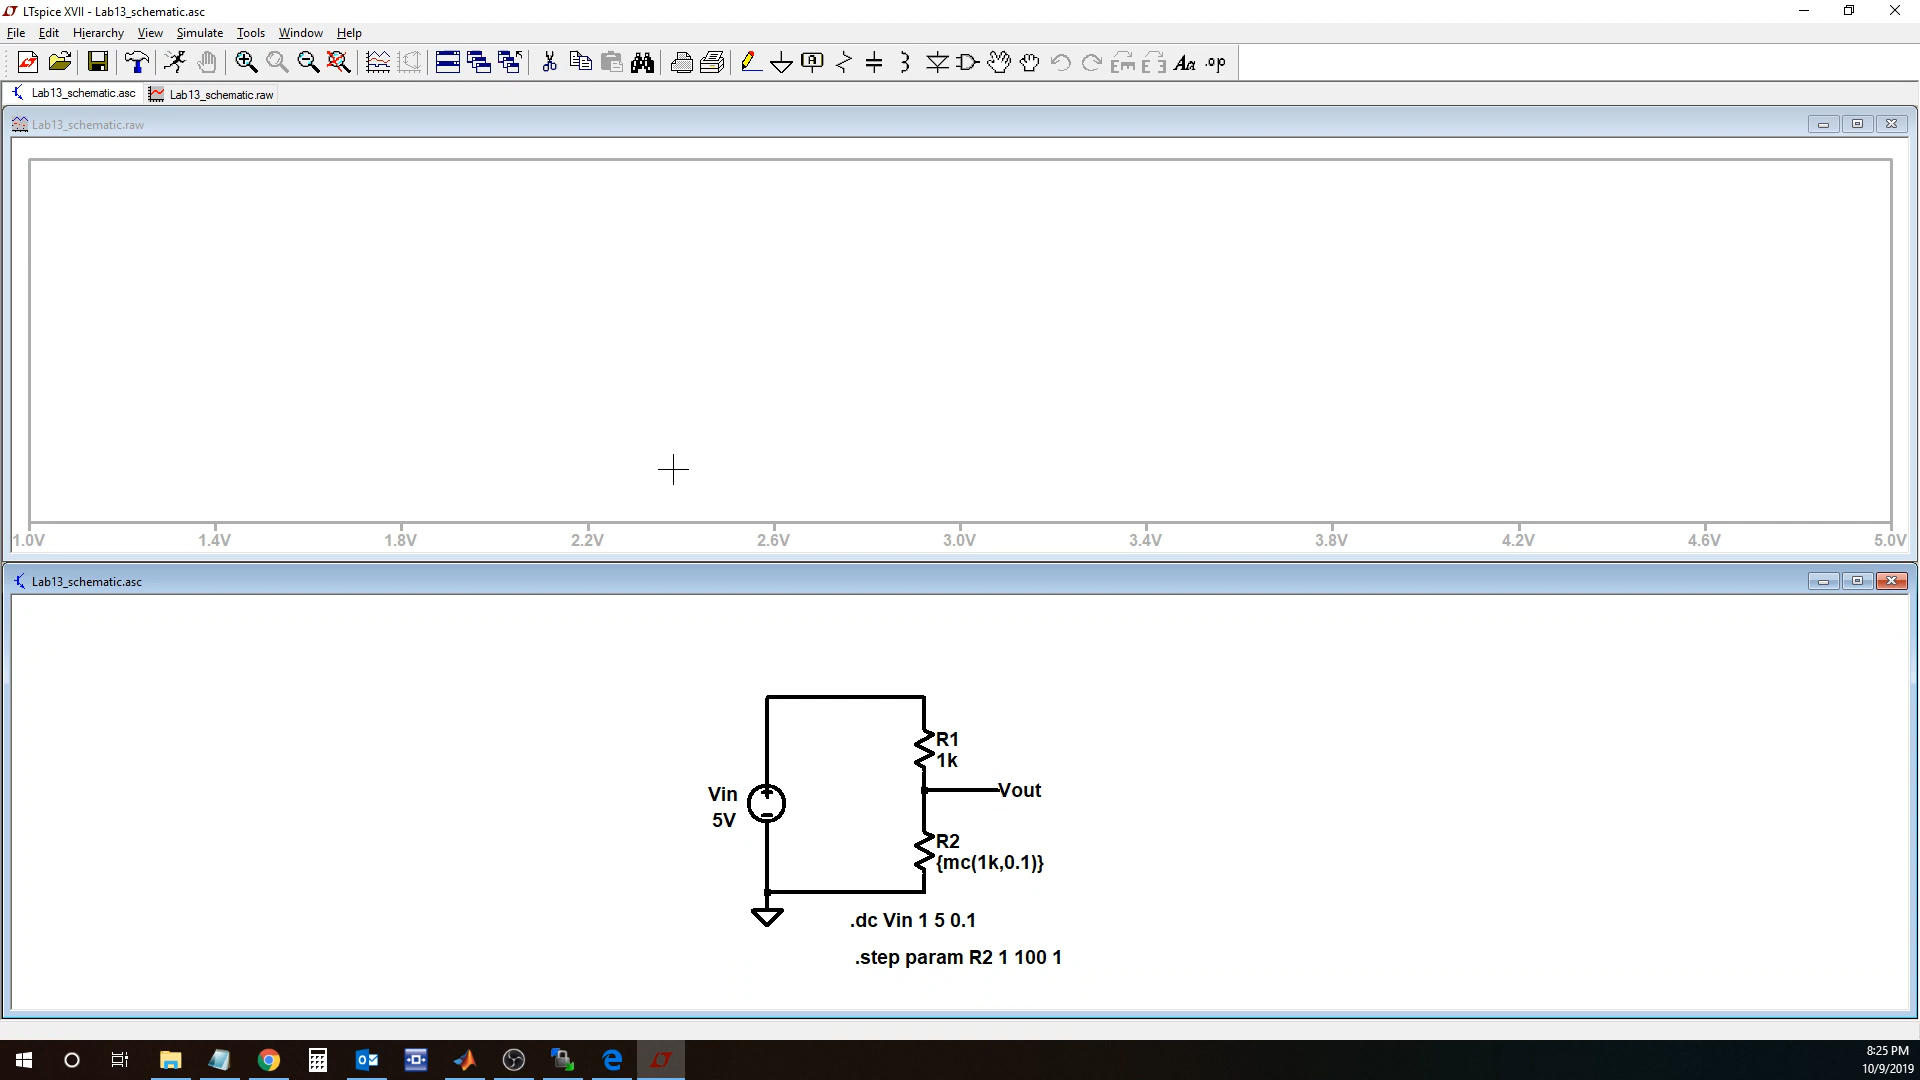 LTspice XVII - Lab13_schematic.asc
File Edit Hierarchy View Simulate Tools Window Help
Aa .op
Lab13_schematic.asc Lab13_schematic.raw
Lab13_schematic.raw
1.0V 1.4V 1.8V 2.2V 2.6V 3.0V 3.4V 3.8V 4.2V 4.6V 5.0V
Lab13_schematic.asc
R1
1k
Vin
5V
Vout
R2
{mc(1k,0.1)}
.dc Vin 1 5 0.1
.step param R2 1 100 1
8:25 PM
10/9/2019